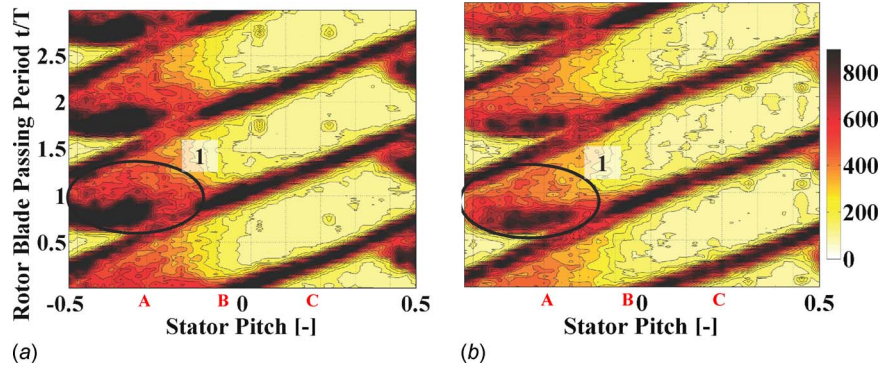 Rotor Blade Passing Period t/T
2.5
2
1.5
1
0.5
-0.5
0
0.5
A
B
C
Stator Pitch [-]
1
(a)
0
0.5
A
B
C
Stator Pitch [-]
1
(b)
800
600
400
200
0